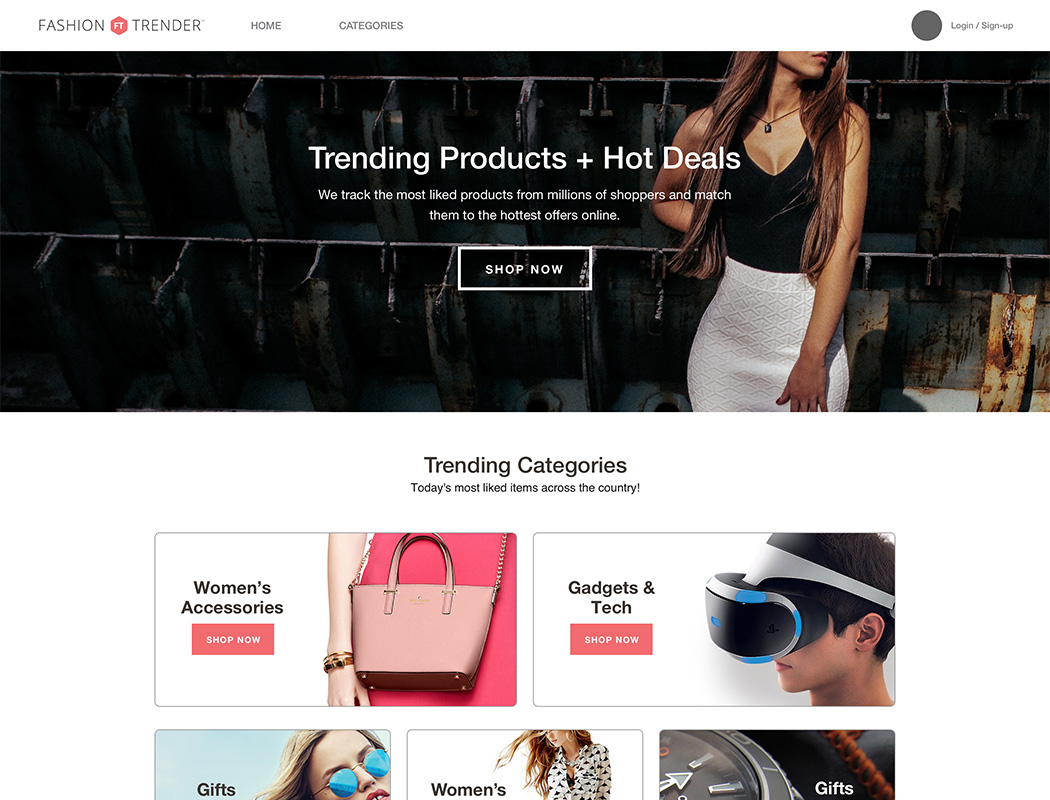 FASHION FT TRENDER
HOME
CATEGORIES
Login / Sign-up
Trending Products + Hot Deals
We track the most liked products from millions of shoppers and match
them to the hottest offers online.
SHOP NOW
Trending Categories
Today's most liked items across the country!
Women's
Accessories
SHOP NOW
Gadgets &
Tech
SHOP NOW
Gifts
Women's
Gifts